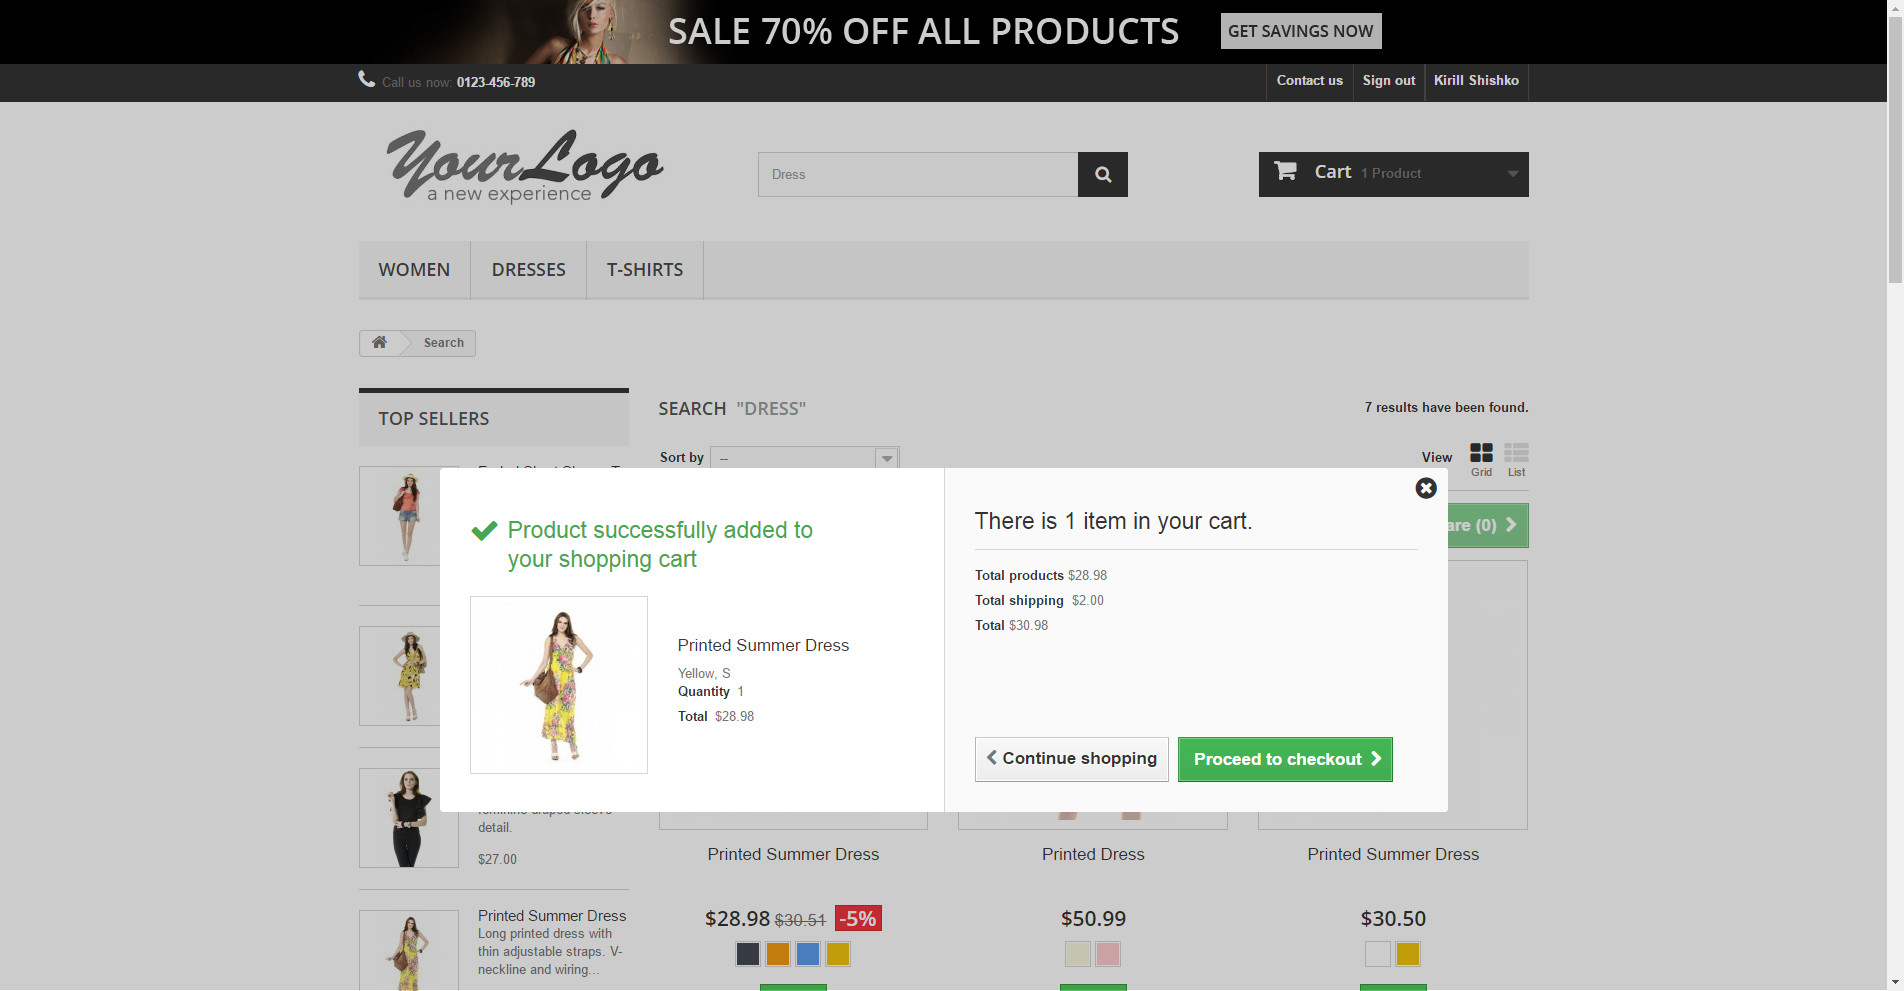 SALE 70% OFF ALL PRODUCTS
GET SAVINGS NOW
Call us now: 0123-456-789
Contact us
Sign out
Kirill Shishko
YourLogo
a new experience
Dress
Cart 1 Product
WOMEN
DRESSES
T-SHIRTS
Search
TOP SELLERS
SEARCH "DRESS"
7 results have been found.
Sort by
--
View
Grid
List
There is 1 item in your cart.
Product successfully added to
your shopping cart
Total products $28.98
Total shipping $2.00
Total $30.98
Printed Summer Dress
Yellow, S
Quantity 1
Total $28.98
Continue shopping
Proceed to checkout
(0)
detail.
$27.00
Printed Summer Dress
Long printed dress with
thin adjustable straps. V-
neckline and wiring...
Printed Summer Dress
$28.98 $30.51 -5%
Printed Dress
$50.99
Printed Summer Dress
$30.50